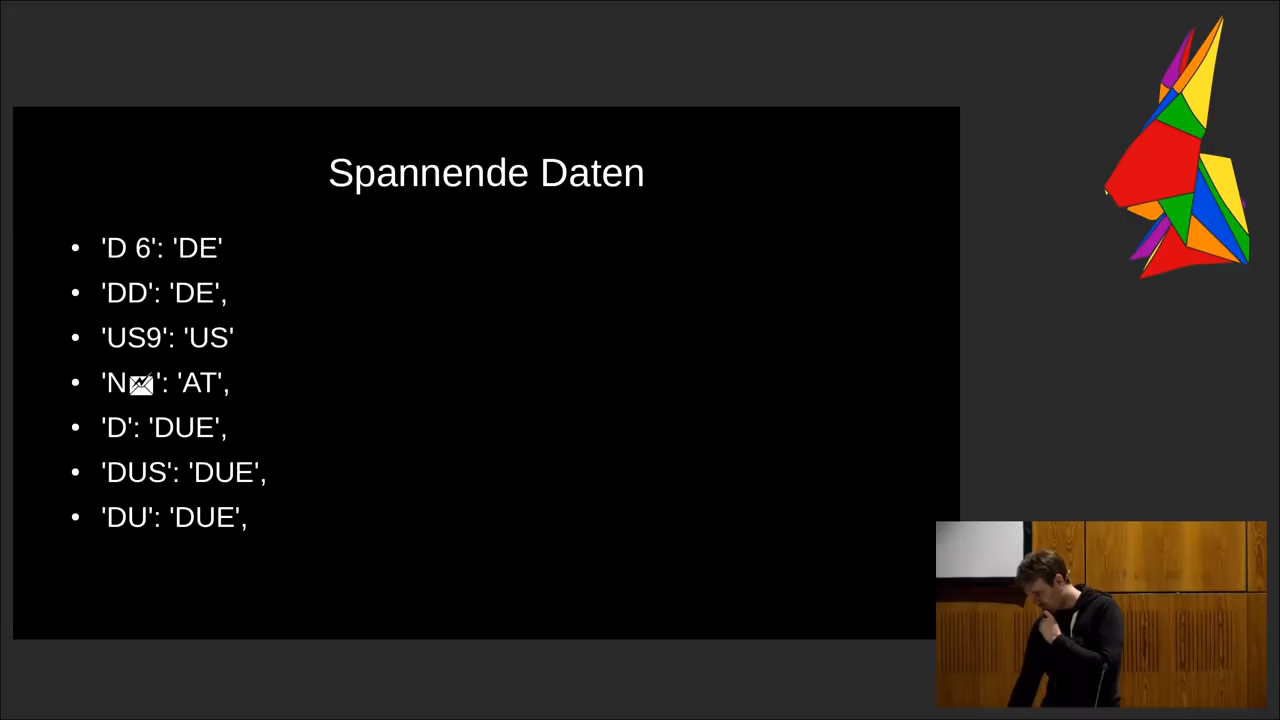 Spannende Daten
• 'D 6': 'DE'
• 'DD': 'DE',
• 'US9': 'US'
• 'N🖄': 'AT',
• 'D': 'DUE',
• 'DUS': 'DUE',
• 'DU': 'DUE',